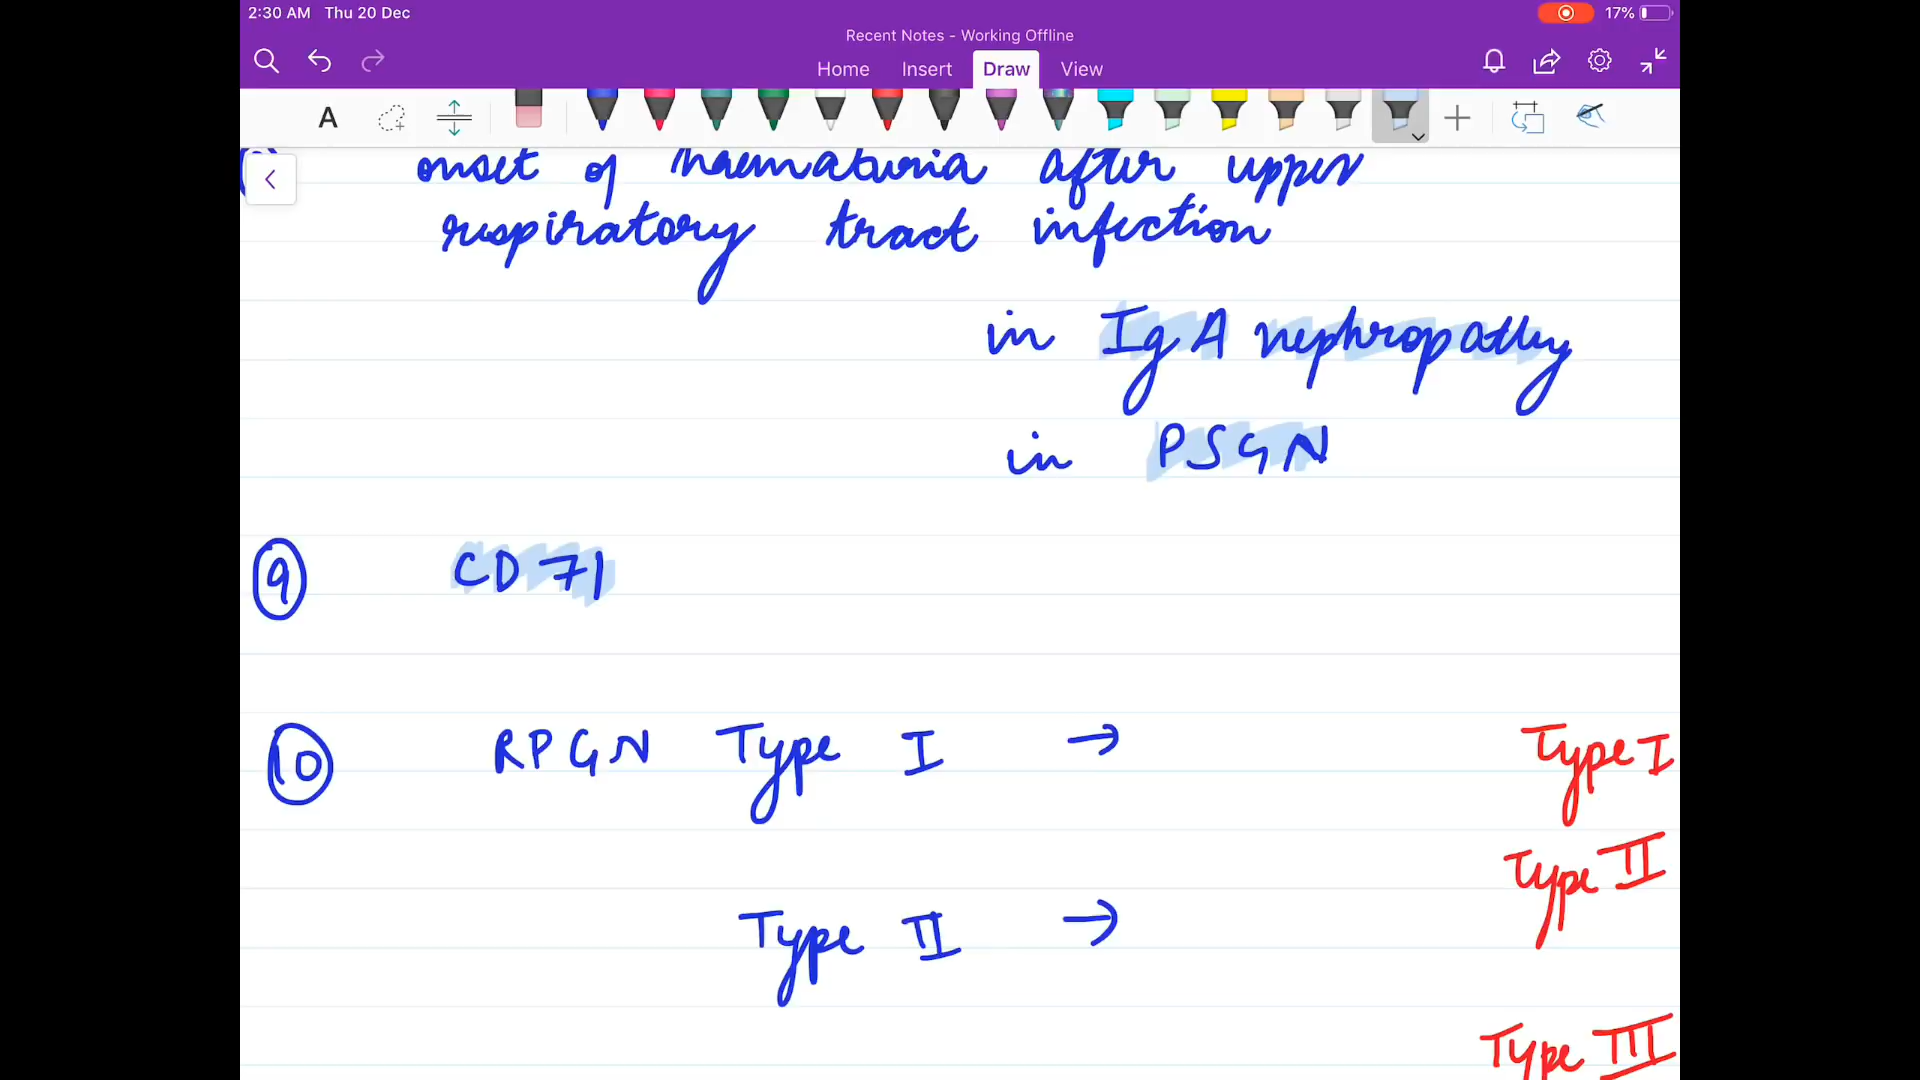 2:30 AM Thu 20 Dec
17%
Recent Notes - Working Offline
Home Insert Draw View
A
onset of haematuria after upper
respiratory tract infection
in IgA nephropathy
in PSGN
9 CD 71
10 RPGN Type I → Type I
Type II
Type II →
Type III